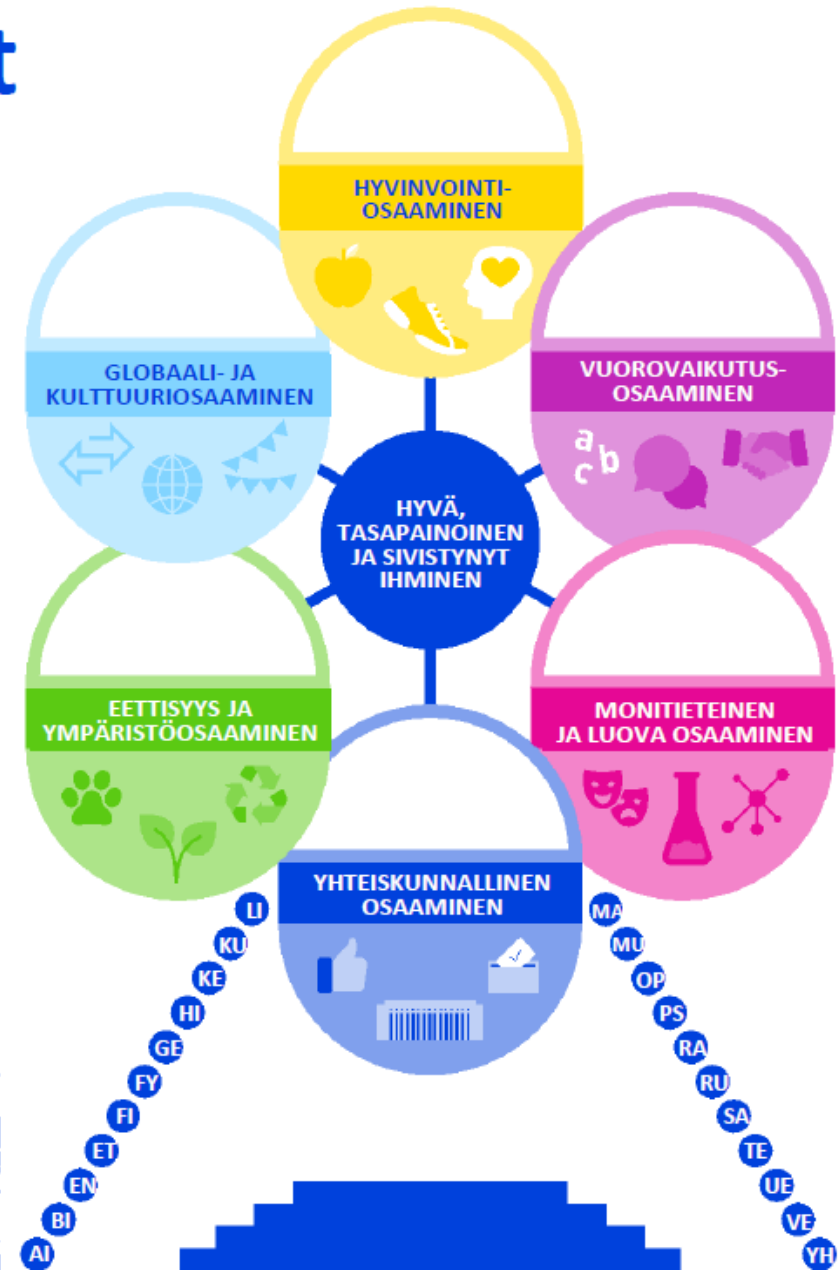 t
HYVINVOINTI-
OSAAMINEN
GLOBAALI- JA
KULTTUURIOSAAMINEN
VUOROVAIKUTUS-
OSAAMINEN
a
b
c
HYVÄ,
TASAPAINOINEN
JA SIVISTYNYT
IHMINEN
EETTISYYS JA
YMPÄRISTÖOSAAMINEN
MONITIETEINEN
JA LUOVA OSAAMINEN
YHTEISKUNNALLINEN
OSAAMINEN
LI
KU
KE
HI
GE
FY
FI
ET
EN
BI
AI
MA
MU
OP
PS
RA
RU
SA
TE
UE
VE
YH